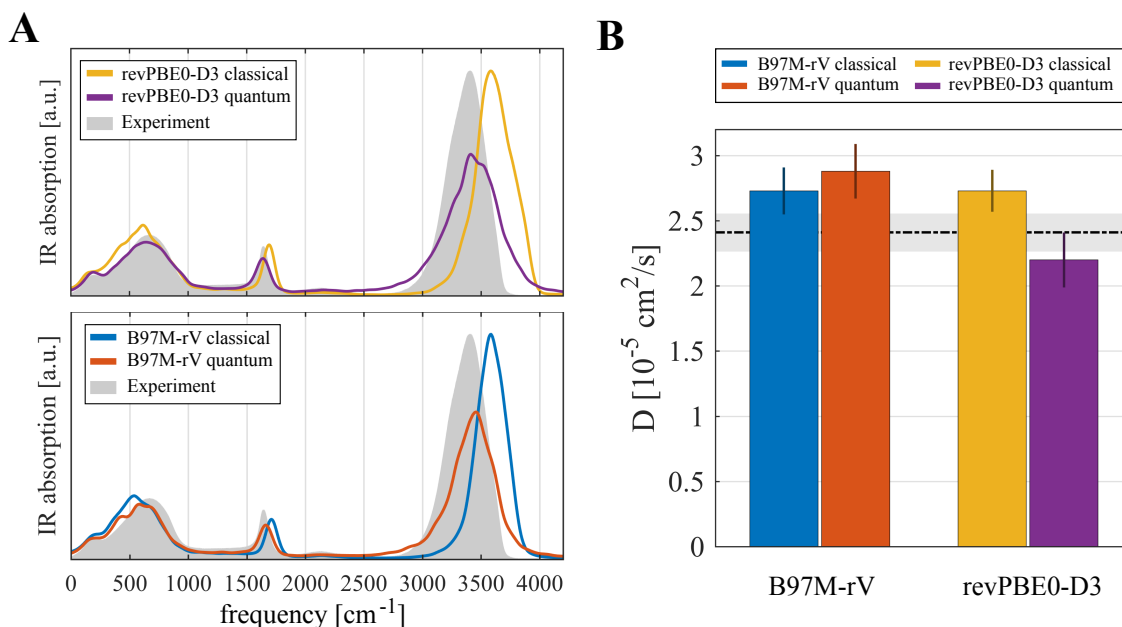 A
IR absorption [a.u.]
revPBE0-D3 classical
revPBE0-D3 quantum
Experiment
IR absorption [a.u.]
B97M-rV classical
B97M-rV quantum
Experiment
0 500 1000 1500 2000 2500 3000 3500 4000
frequency [cm⁻¹]
B
B97M-rV classical revPBE0-D3 classical
B97M-rV quantum revPBE0-D3 quantum
D [10⁻⁵ cm²/s]
3
2.5
2
1.5
1
0.5
0
B97M-rV revPBE0-D3